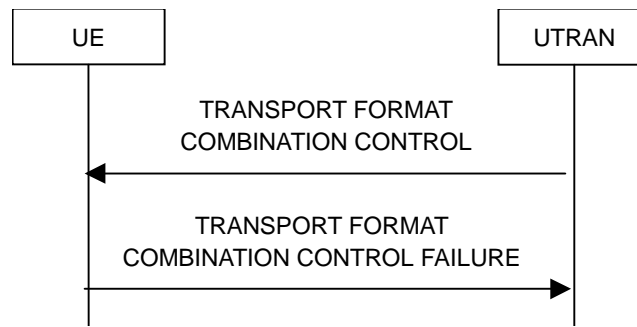 UE
UTRAN
TRANSPORT FORMAT
COMBINATION CONTROL
TRANSPORT FORMAT
COMBINATION CONTROL FAILURE